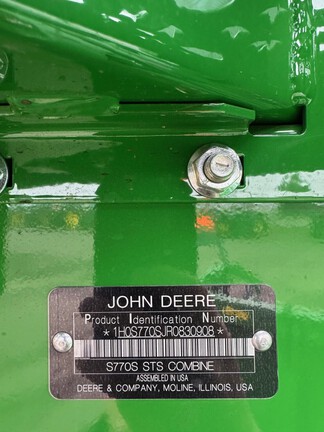 JOHN DEERE
Product Identification Number
*1H0S770SJR0830908*
S770S STS COMBINE
ASSEMBLED IN USA
DEERE & COMPANY, MOLINE, ILLINOIS, USA